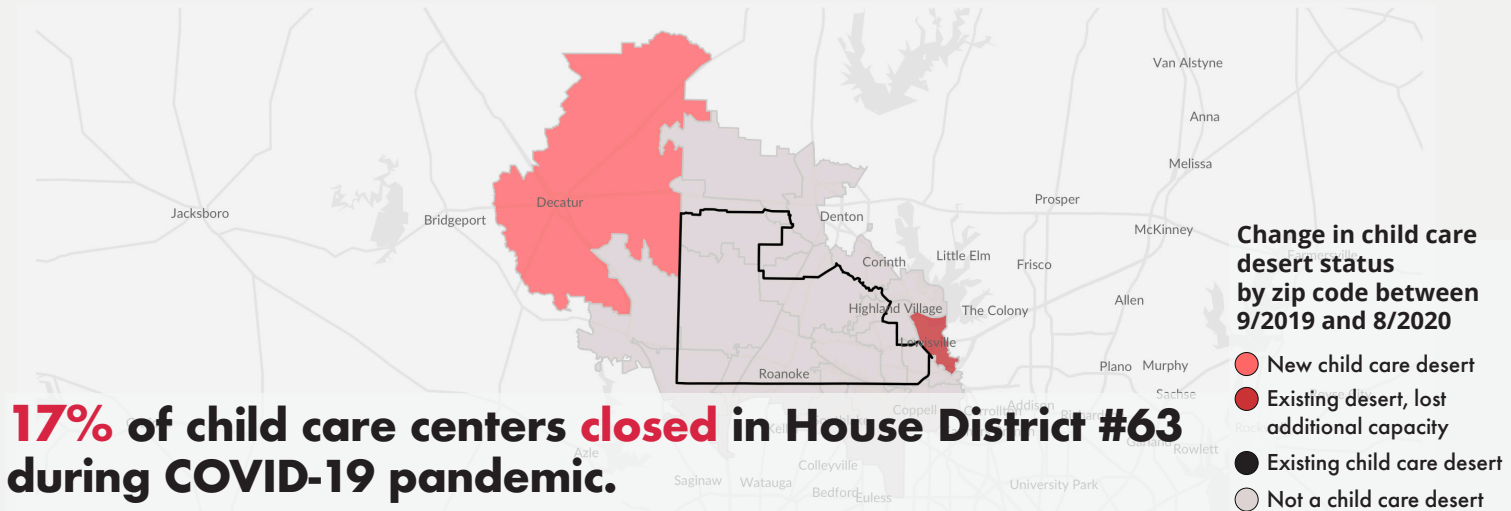 Van Alstyne
Anna
Melissa
Jacksboro
Bridgeport
Decatur
Denton
Prosper
McKinney
Corinth
Little Elm
Frisco
Farmersville
Highland Village
The Colony
Allen
Lewisville
Roanoke
Plano
Murphy
Sachse
Coppell
Carrollton
Addison
Azle
Garland
Rowlett
Colleyville
Saginaw
Watauga
Bedford
Euless
University Park
Change in child care
desert status
by zip code between
9/2019 and 8/2020
New child care desert
Existing desert, lost
additional capacity
Existing child care desert
Not a child care desert
17% of child care centers closed in House District #63
during COVID-19 pandemic.